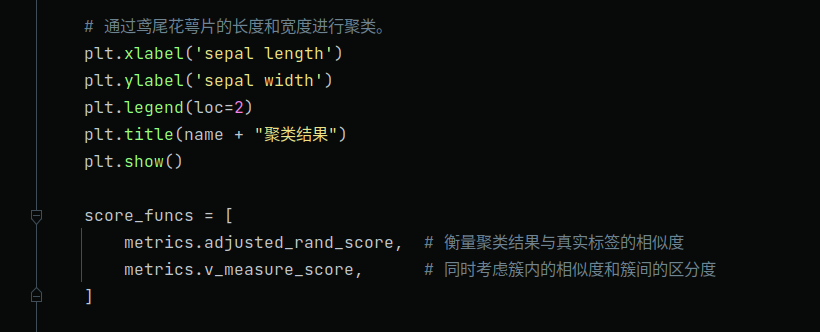 # 通过鸢尾花萼片的长度和宽度进行聚类。
plt.xlabel('sepal length')
plt.ylabel('sepal width')
plt.legend(loc=2)
plt.title(name + "聚类结果")
plt.show()
score_funcs = [
metrics.adjusted_rand_score,  # 衡量聚类结果与真实标签的相似度
metrics.v_measure_score,      # 同时考虑簇内的相似度和簇间的区分度
]